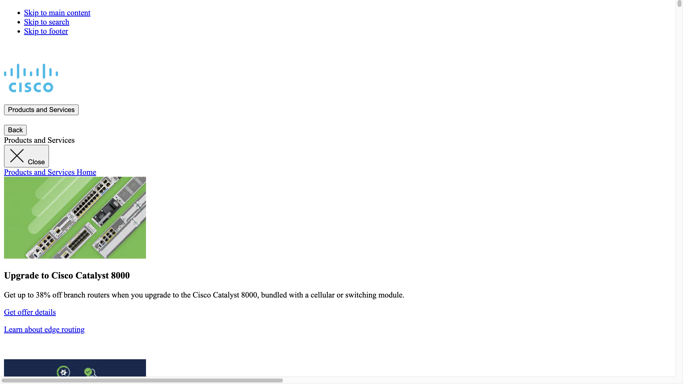 Skip to main content
Skip to search
Skip to footer
CISCO
Products and Services
Back
Products and Services
Close
Products and Services Home
Upgrade to Cisco Catalyst 8000
Get up to 38% off branch routers when you upgrade to the Cisco Catalyst 8000, bundled with a cellular or switching module.
Get offer details
Learn about edge routing